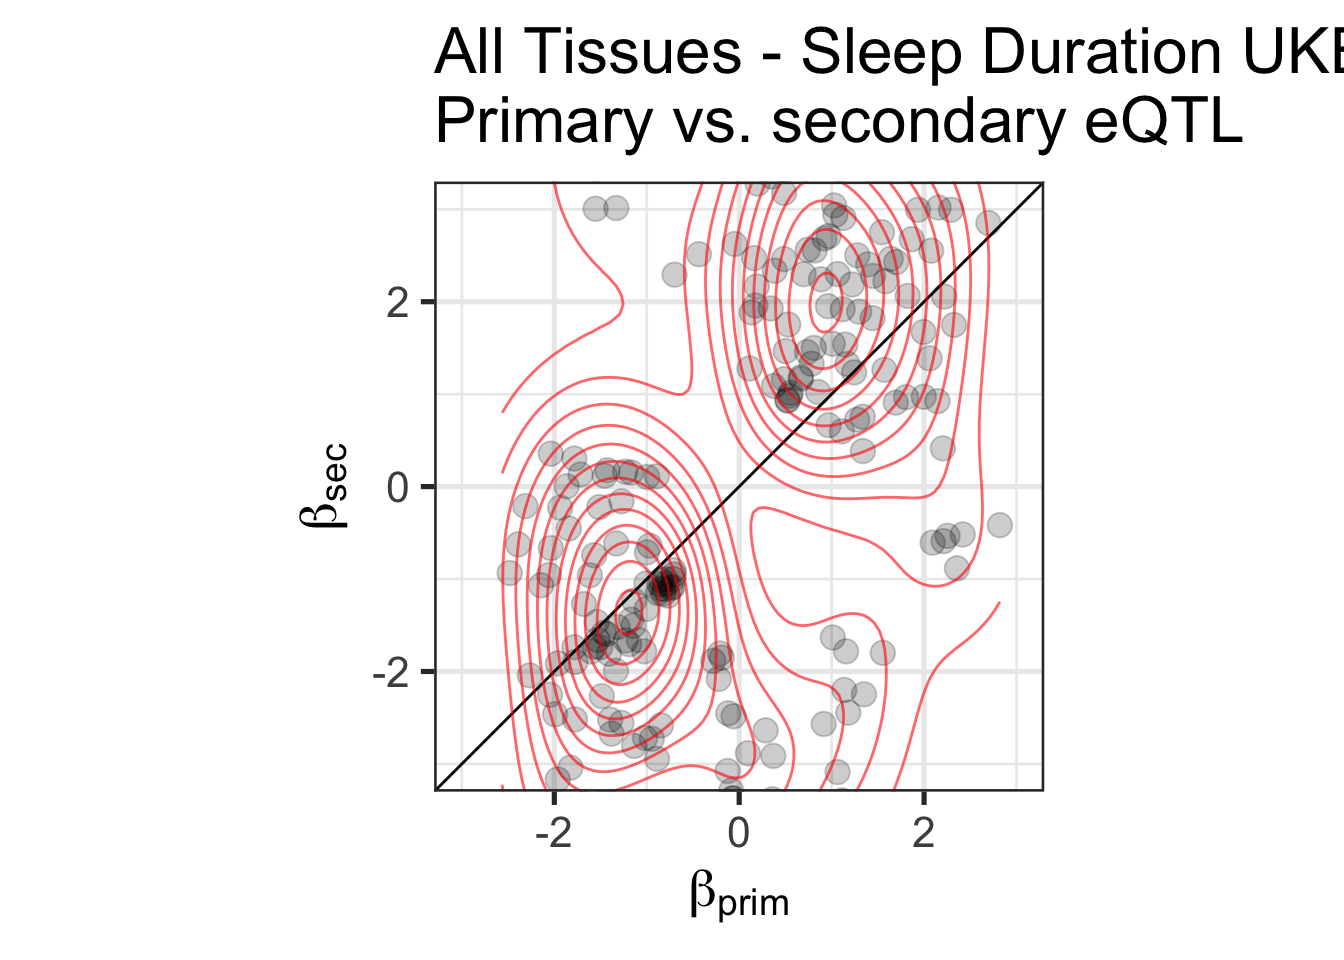 All Tissues - Sleep Duration UKB
Primary vs. secondary eQTL
2
0
-2
βsec
-2 0 2
βprim